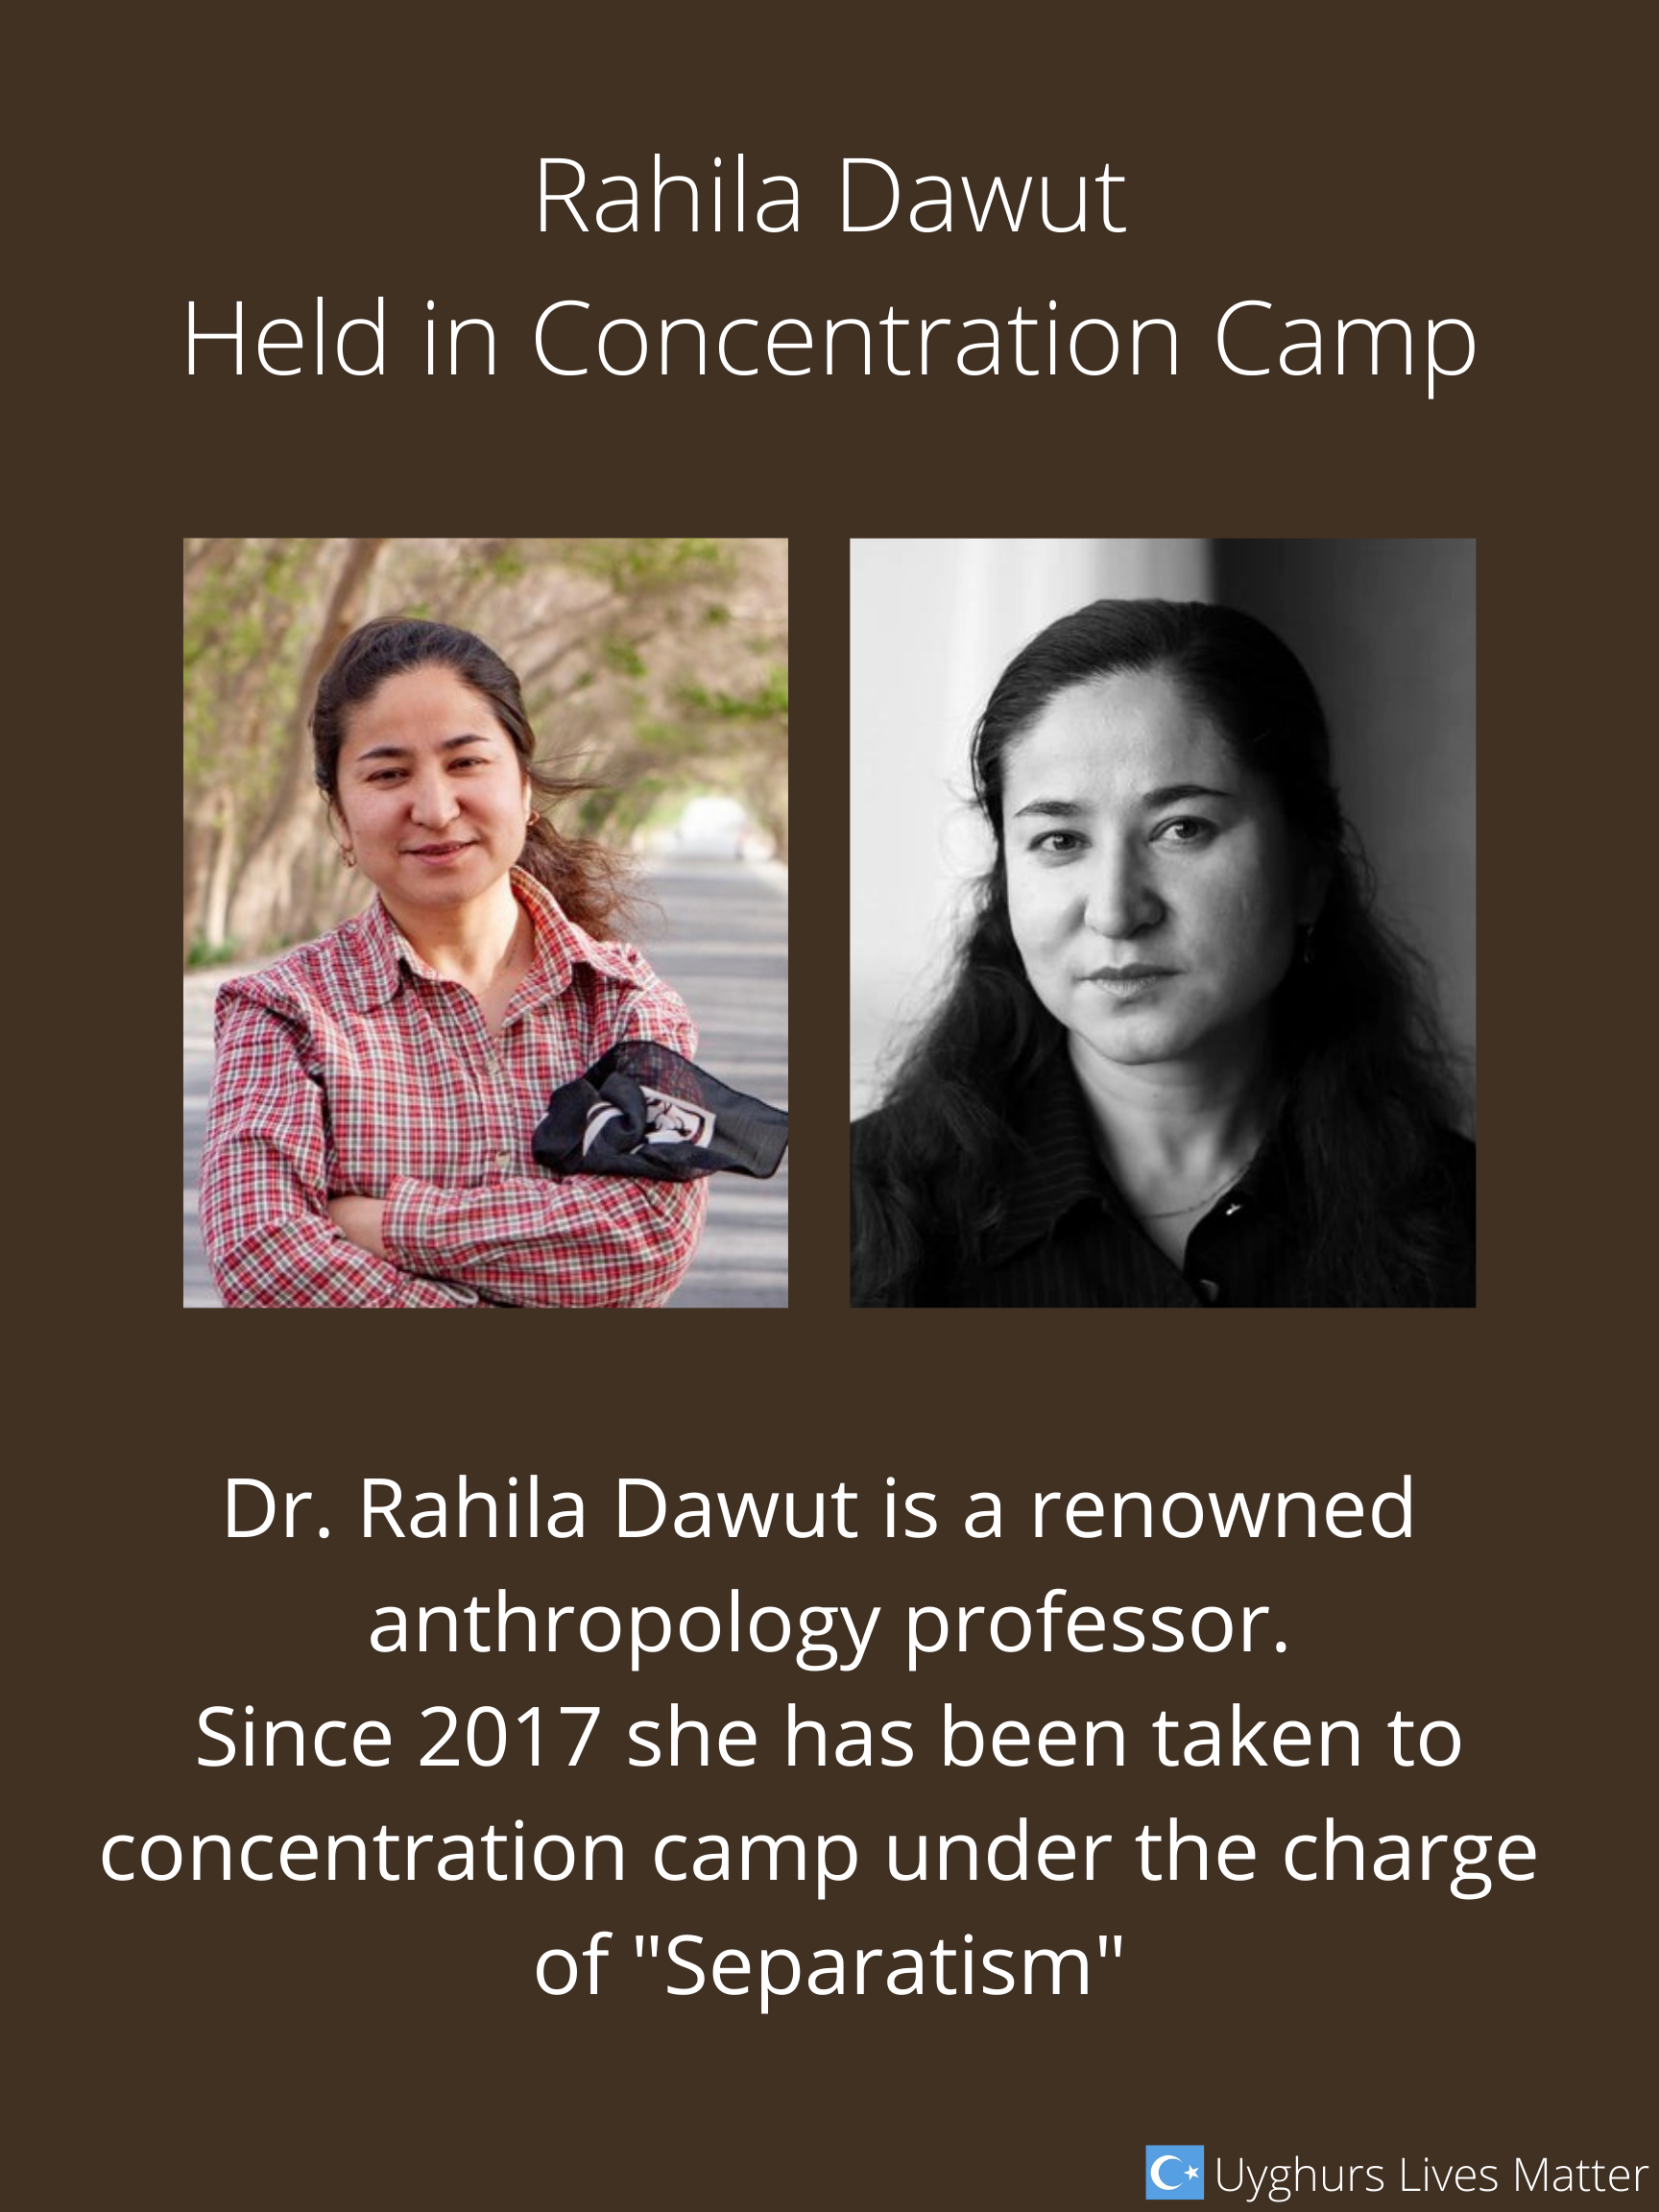 Rahila Dawut
Held in Concentration Camp
Dr. Rahila Dawut is a renowned
anthropology professor.
Since 2017 she has been taken to
concentration camp under the charge
of "Separatism"
Uyghurs Lives Matter